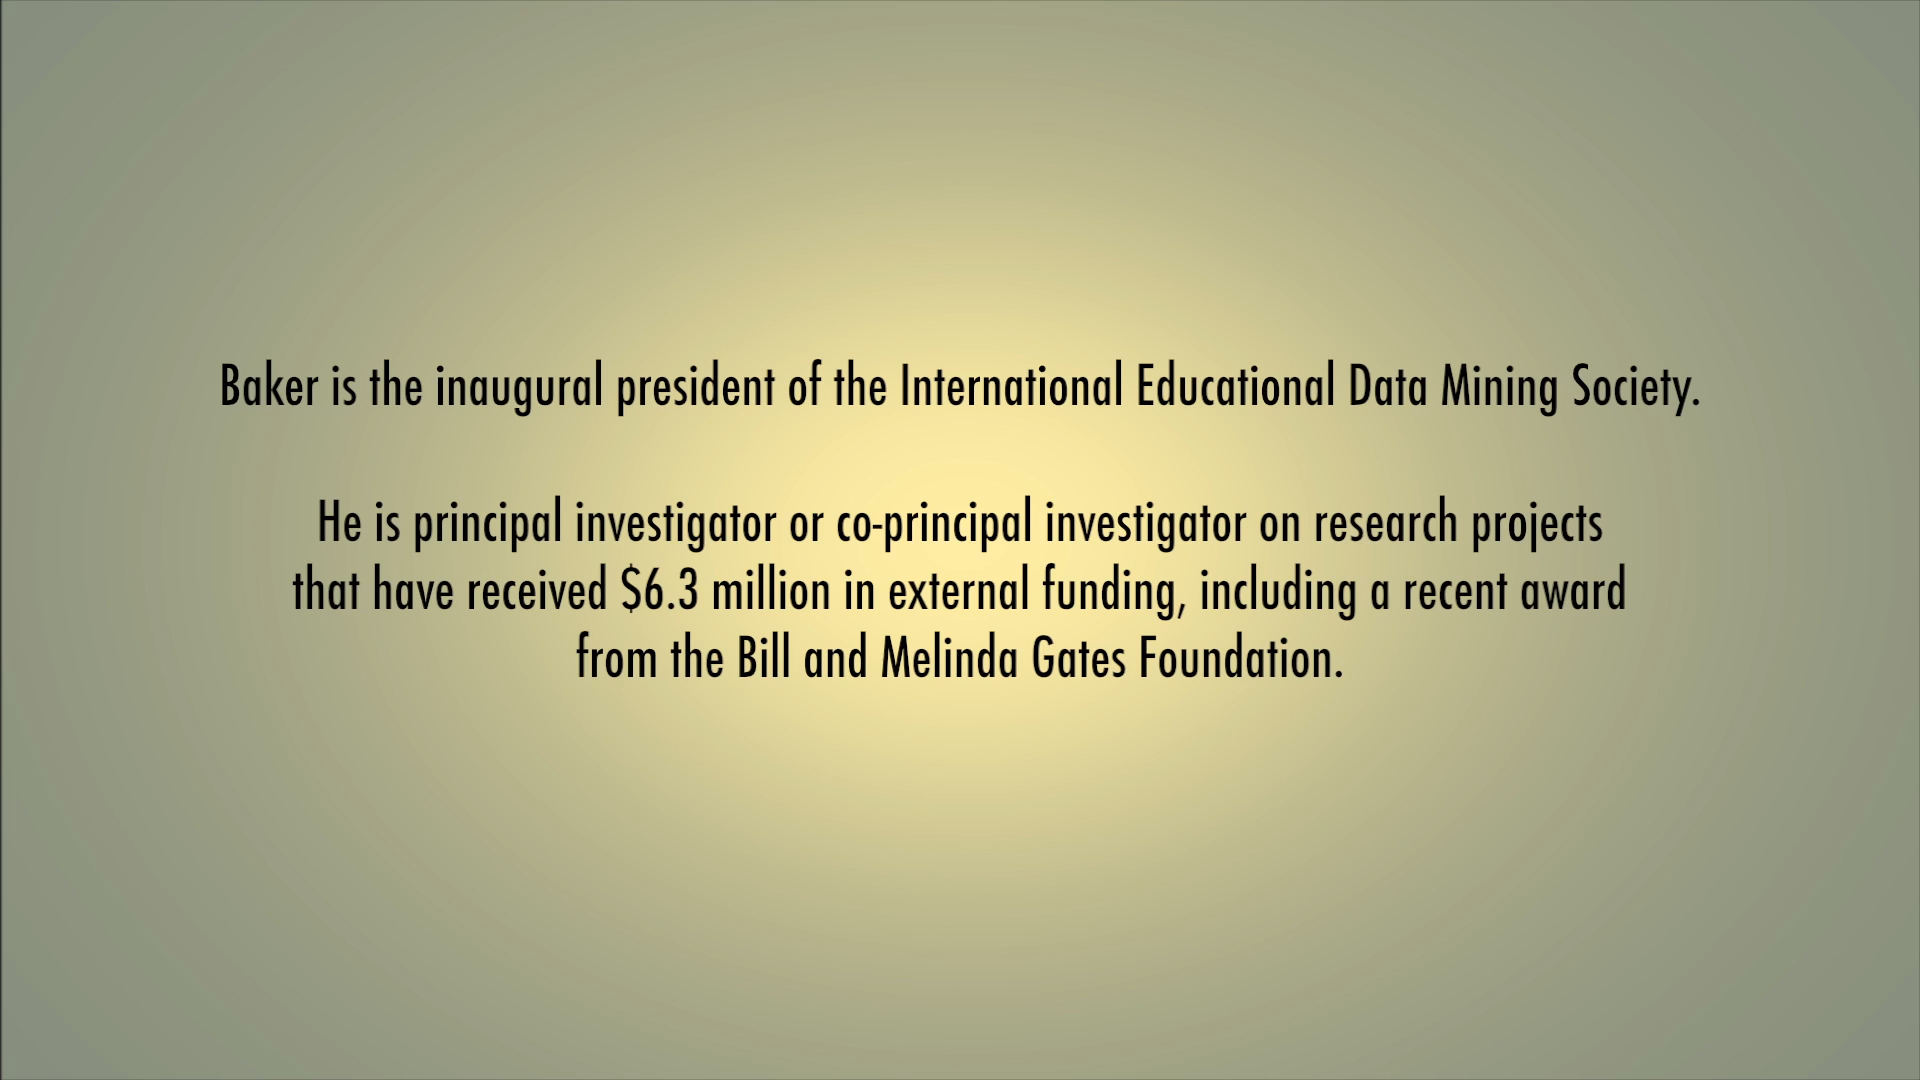 Baker is the inaugural president of the International Educational Data Mining Society.
He is principal investigator or co-principal investigator on research projects
that have received $6.3 million in external funding, including a recent award
from the Bill and Melinda Gates Foundation.